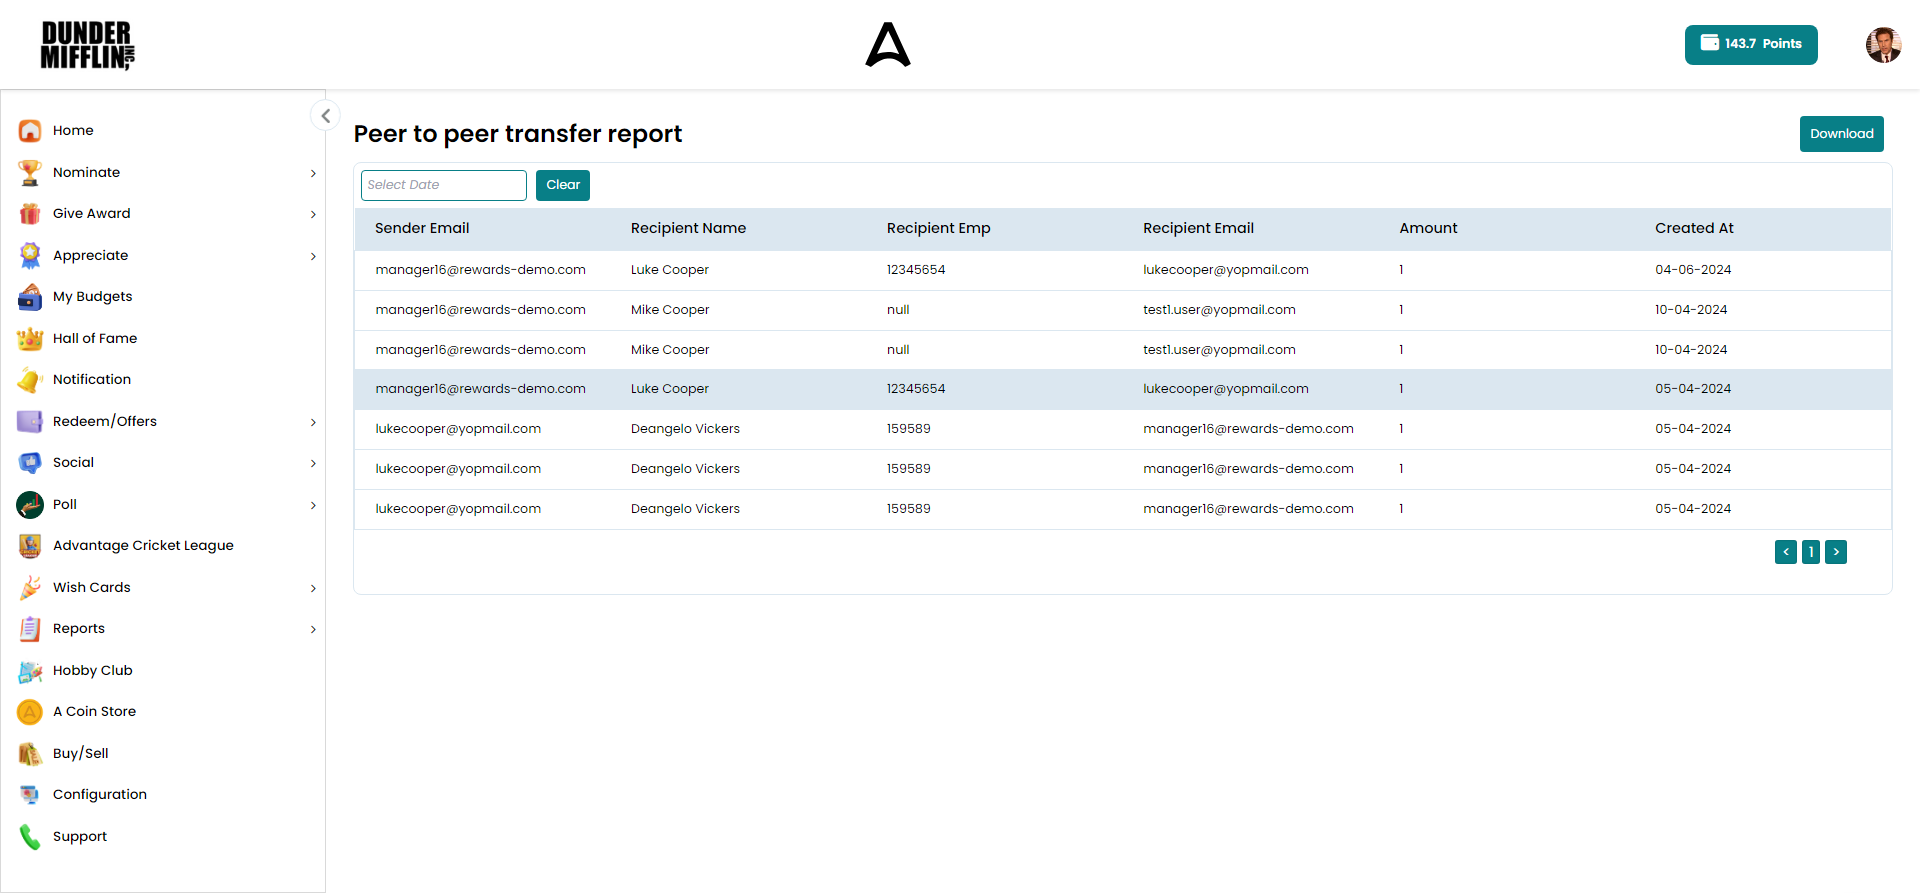 DUNDER
MIFFLIN INC,
143.7 Points
Home
Nominate
Give Award
Appreciate
My Budgets
Hall of Fame
Notification
Redeem/Offers
Social
Poll
Advantage Cricket League
Wish Cards
Reports
Hobby Club
A Coin Store
Buy/Sell
Configuration
Support
Peer to peer transfer report
Download
Select Date
Clear
Sender Email Recipient Name Recipient Emp Recipient Email Amount Created At
manager16@rewards-demo.com Luke Cooper 12345654 lukecooper@yopmail.com 1 04-06-2024
manager16@rewards-demo.com Mike Cooper null test1.user@yopmail.com 1 10-04-2024
manager16@rewards-demo.com Mike Cooper null test1.user@yopmail.com 1 10-04-2024
manager16@rewards-demo.com Luke Cooper 12345654 lukecooper@yopmail.com 1 05-04-2024
lukecooper@yopmail.com Deangelo Vickers 159589 manager16@rewards-demo.com 1 05-04-2024
lukecooper@yopmail.com Deangelo Vickers 159589 manager16@rewards-demo.com 1 05-04-2024
lukecooper@yopmail.com Deangelo Vickers 159589 manager16@rewards-demo.com 1 05-04-2024
< 1 >